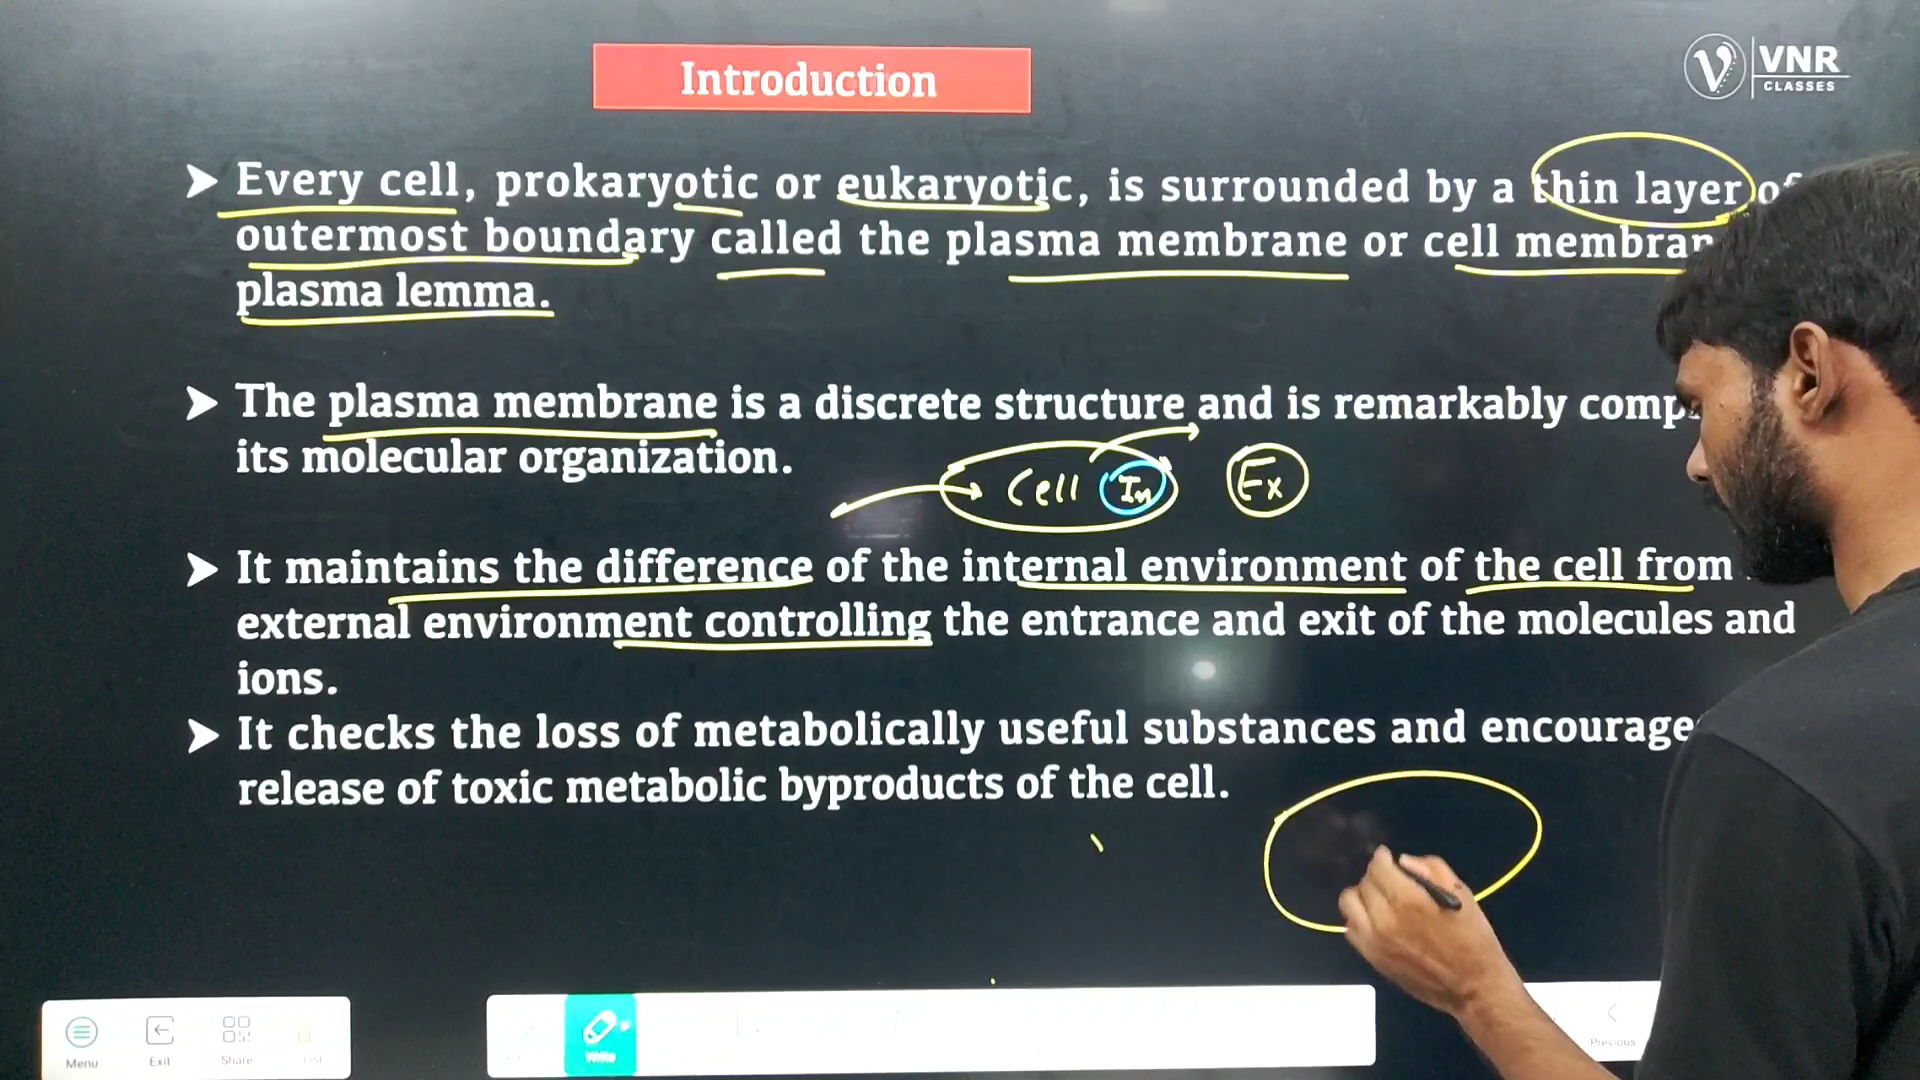 Introduction
VNR
CLASSES
➤ Every cell, prokaryotic or eukaryotic, is surrounded by a thin layer of
outermost boundary called the plasma membrane or cell
plasma lemma.
➤ The plasma membrane is a discrete structure and is remarkably
its molecular organization.
Cell In Ex
➤ It maintains the difference of the internal environment of the cell from
external environment controlling the entrance and exit of the molecules and
ions.
➤ It checks the loss of metabolically useful substances and
release of toxic metabolic byproducts of the cell.
Menu Exit Share Write Previous